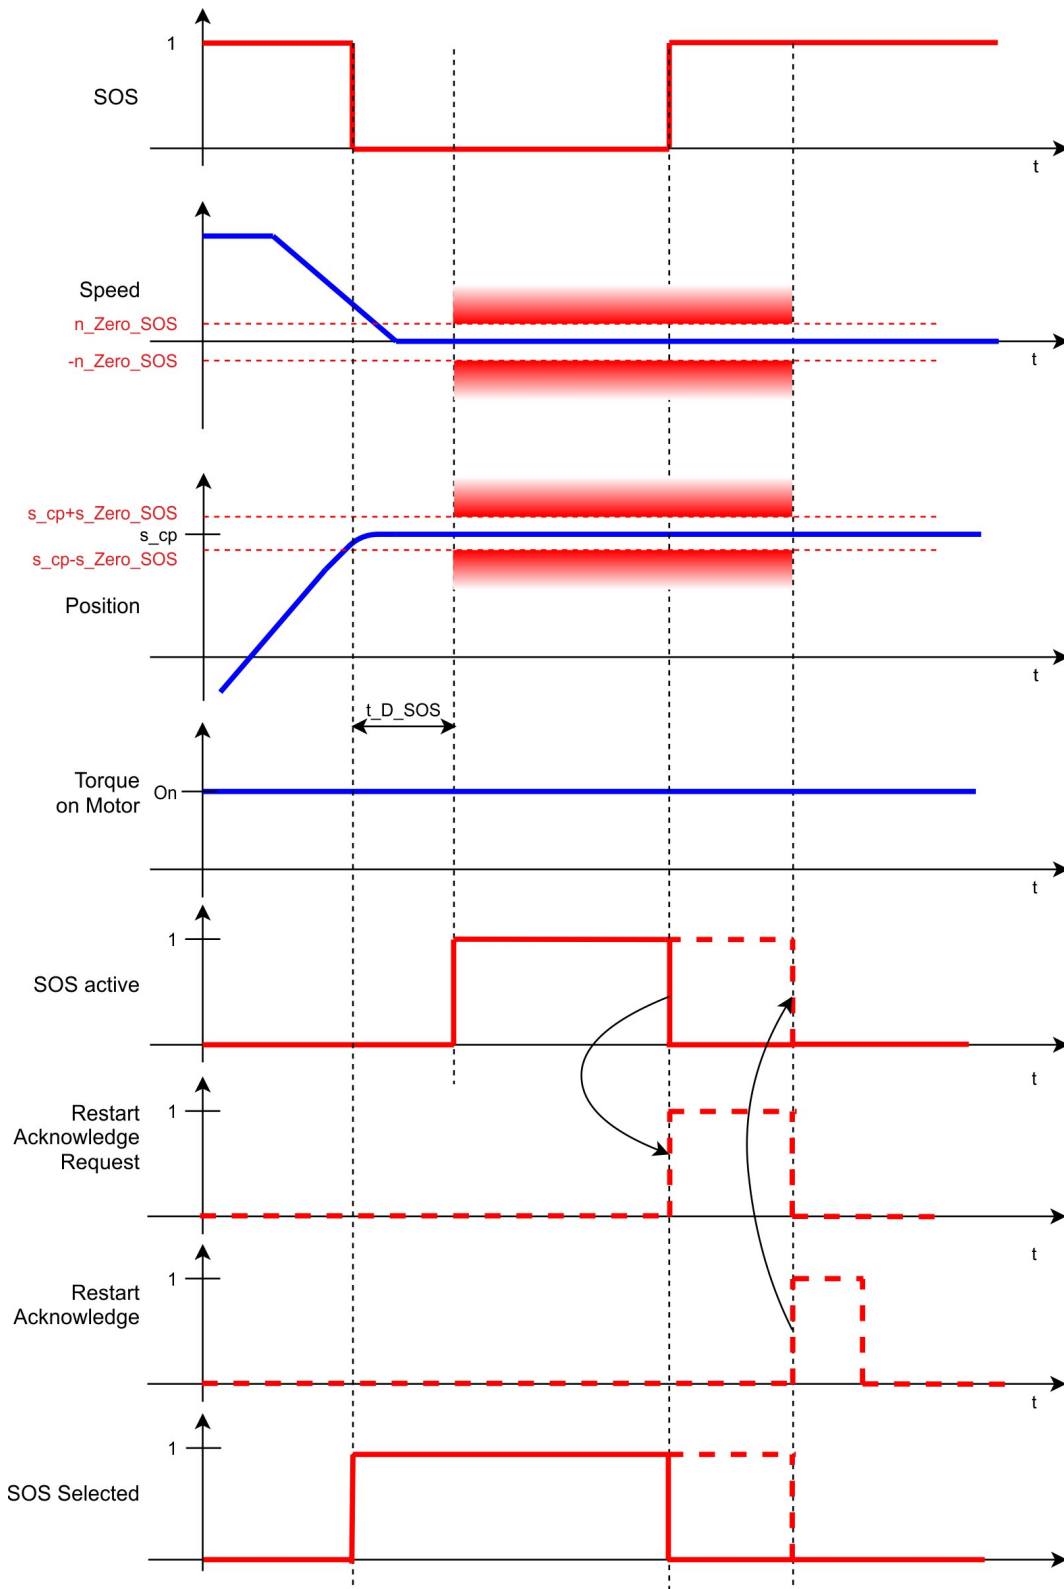 1
SOS
t
Speed
n_Zero_SOS
-n_Zero_SOS
t
s_cp+s_Zero_SOS
s_cp
s_cp-s_Zero_SOS
Position
t
t_D_SOS
Torque
on Motor
On
t
1
SOS active
t
Restart
Acknowledge
Request
1
t
1
Restart
Acknowledge
t
1
SOS Selected